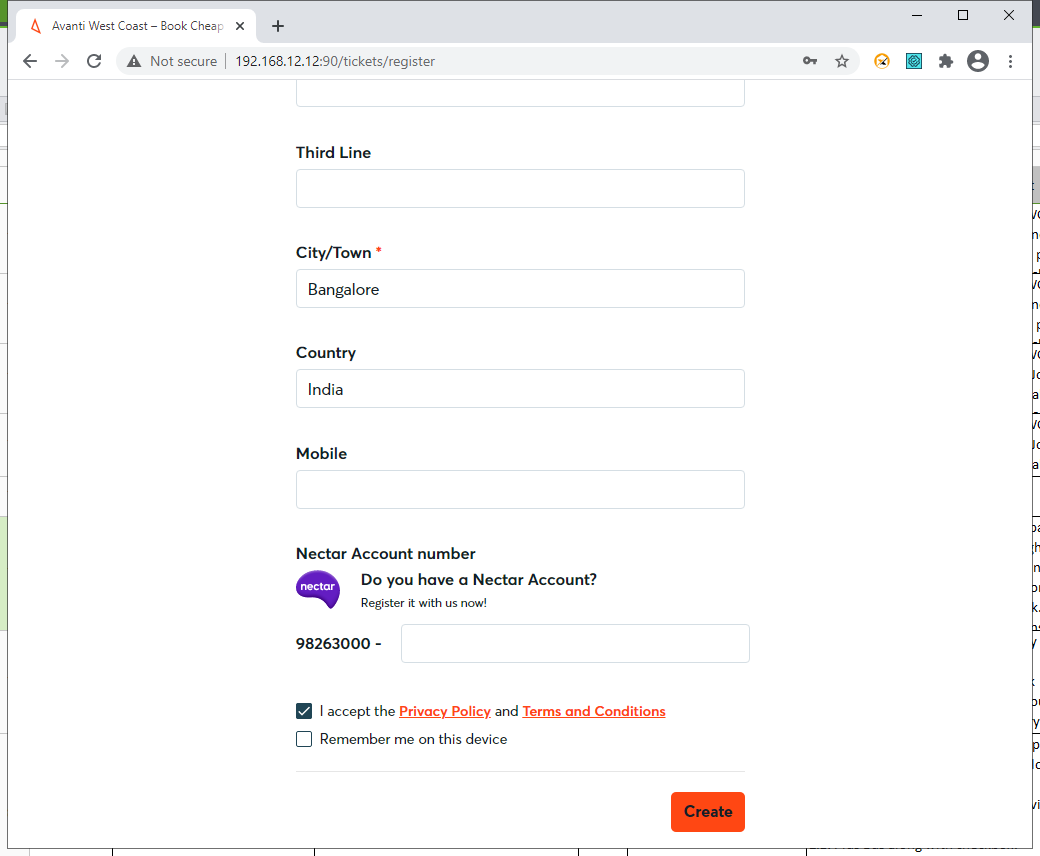 Avanti West Coast – Book Cheap
Not secure
192.168.12.12:90/tickets/register
Third Line
City/Town *
Bangalore
Country
India
Mobile
Nectar Account number
nectar
Do you have a Nectar Account?
Register it with us now!
98263000 -
I accept the Privacy Policy and Terms and Conditions
Remember me on this device
Create